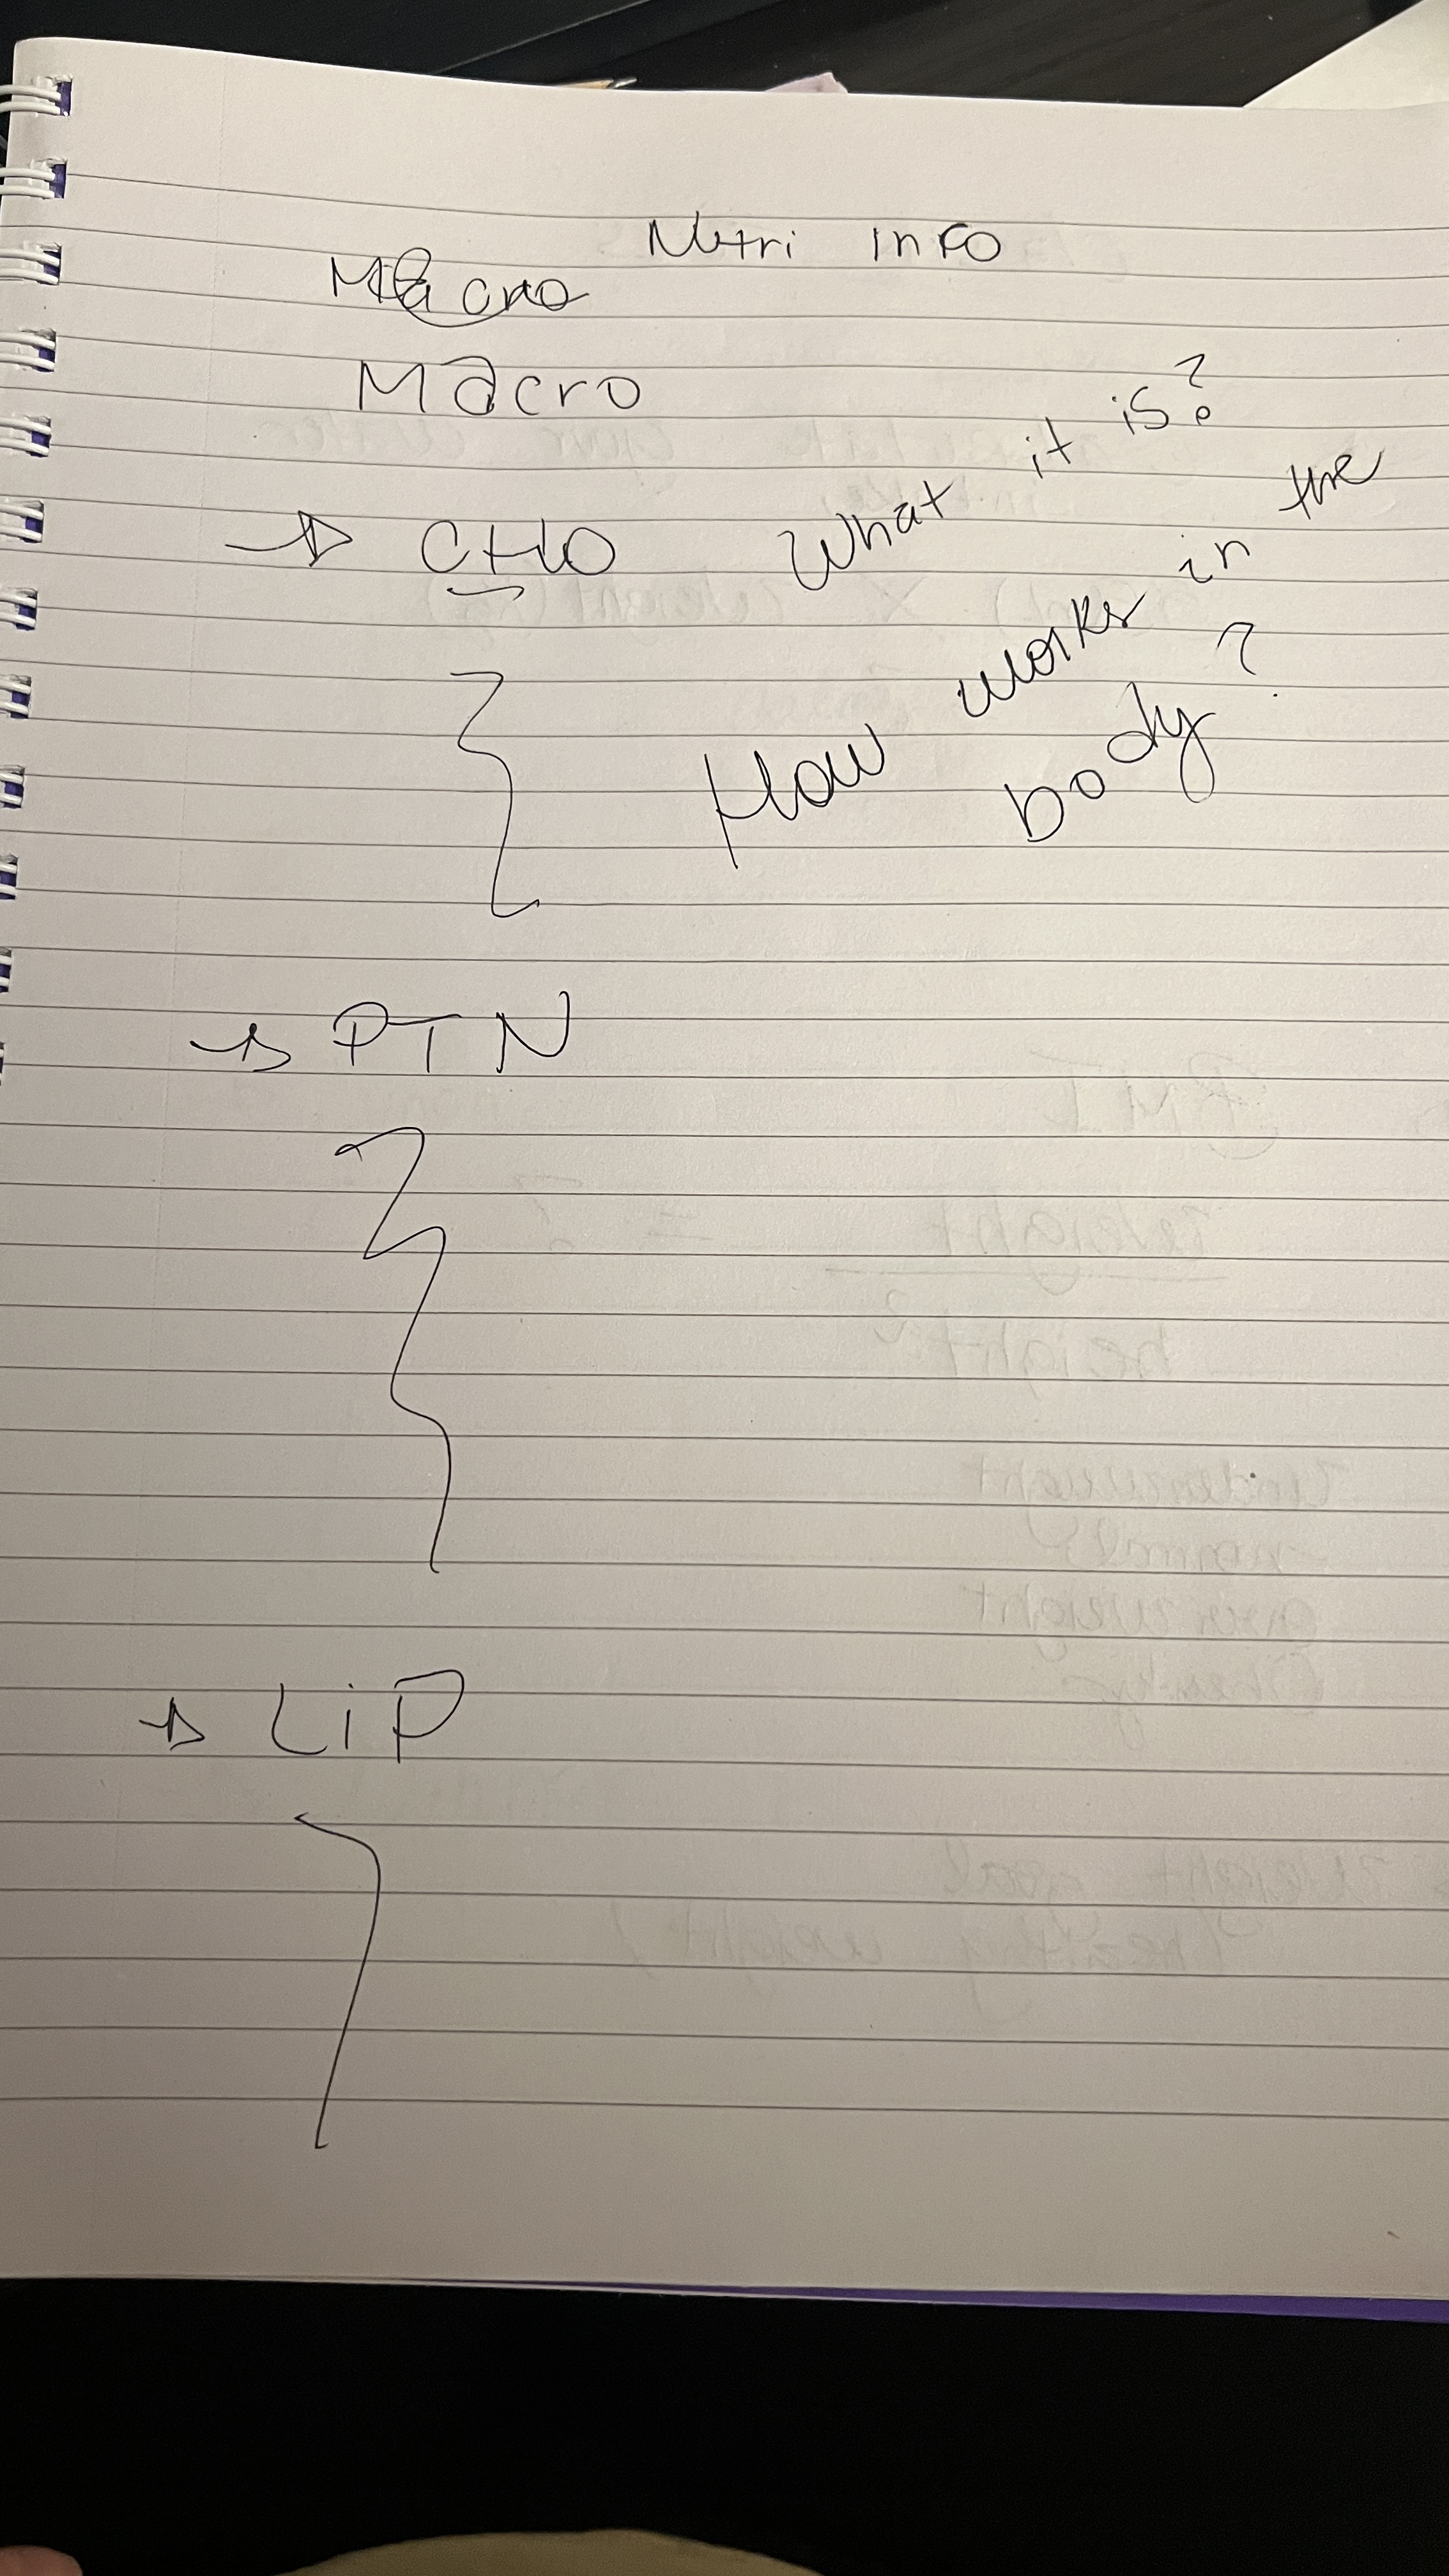 Nutri info
Macro
Macro
CHO
What it is?
How works in the
body?
PTN
LiP